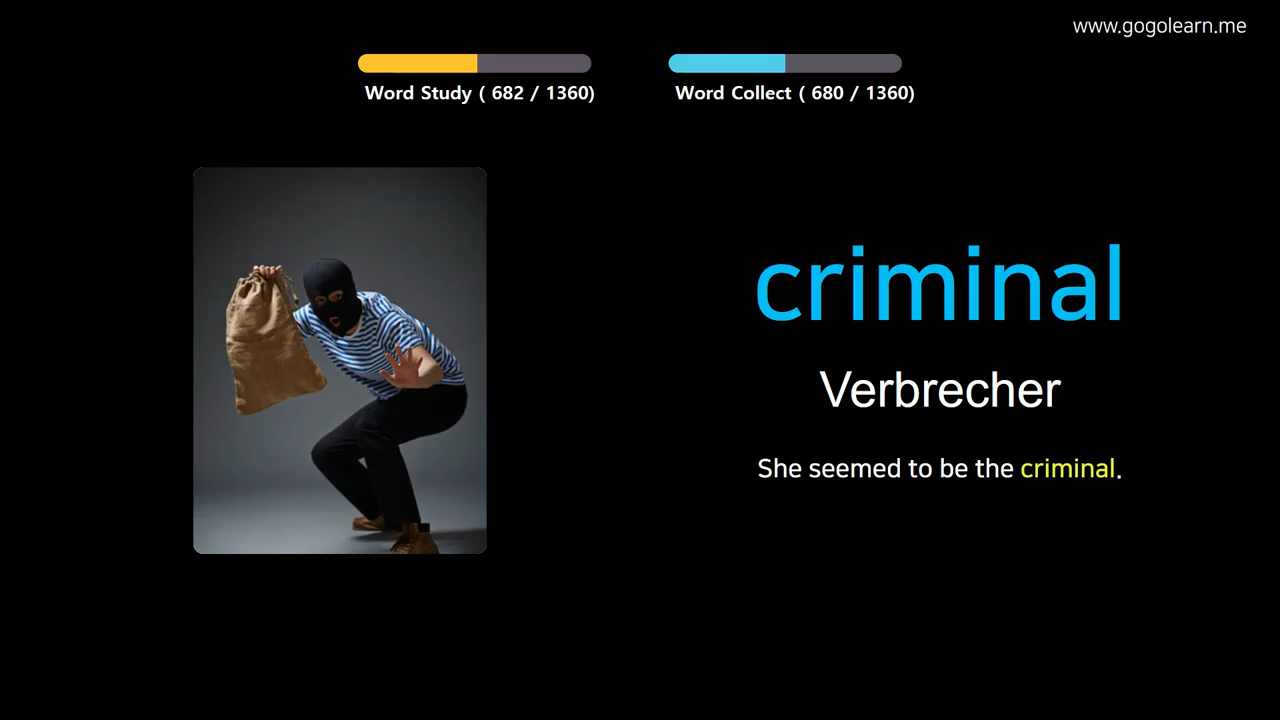 www.gogolearn.me
Word Study ( 682 / 1360)
Word Collect ( 680 / 1360)
criminal
Verbrecher
She seemed to be the criminal.